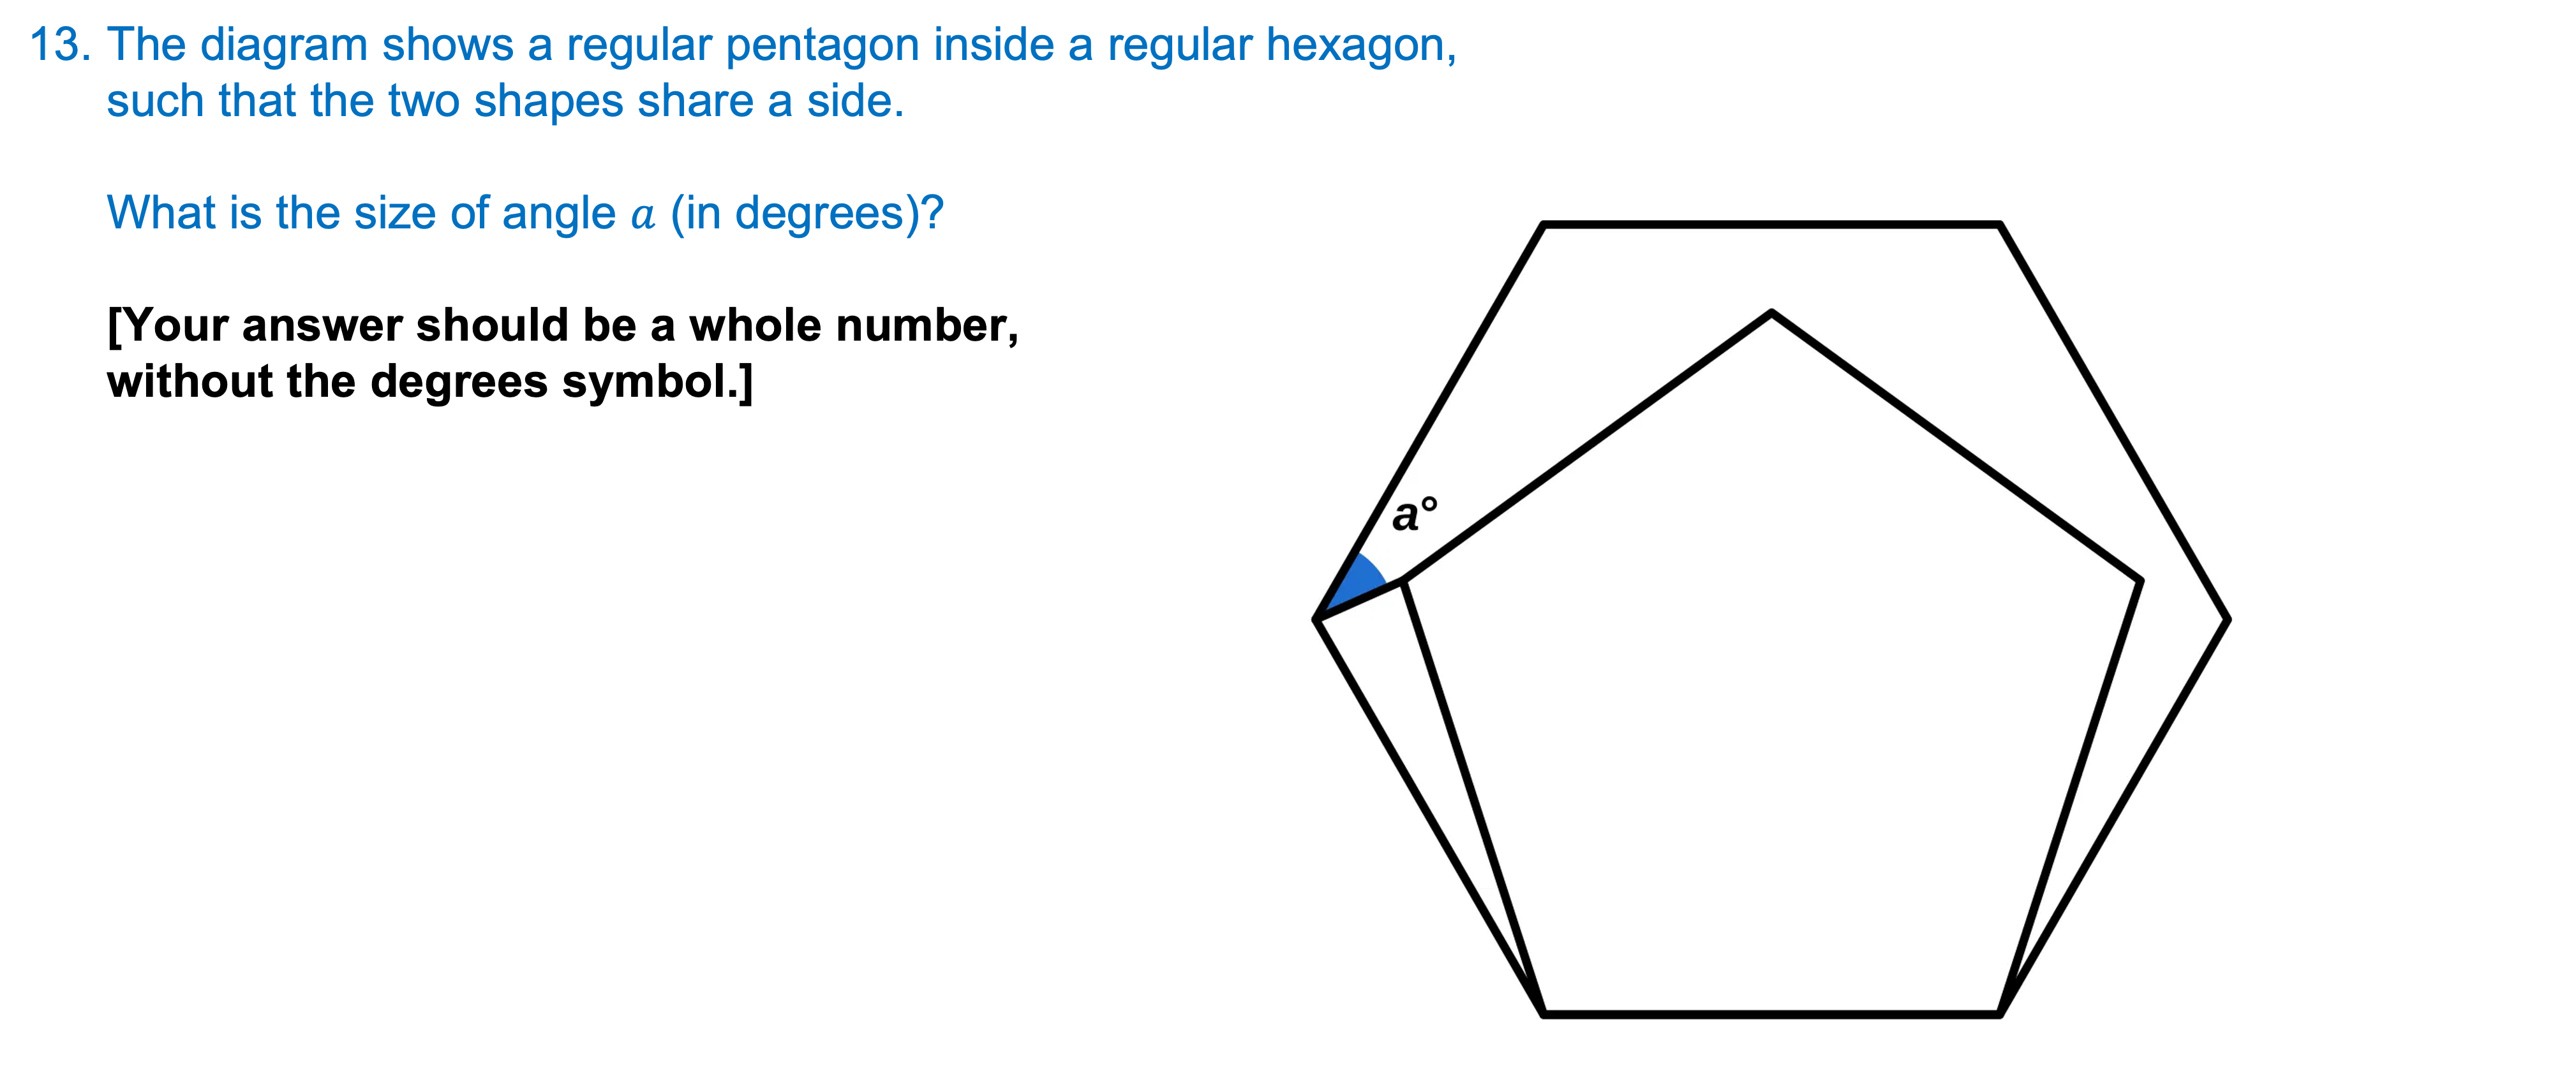 13. The diagram shows a regular pentagon inside a regular hexagon,
such that the two shapes share a side.
What is the size of angle a (in degrees)?
[Your answer should be a whole number,
without the degrees symbol.]
a°